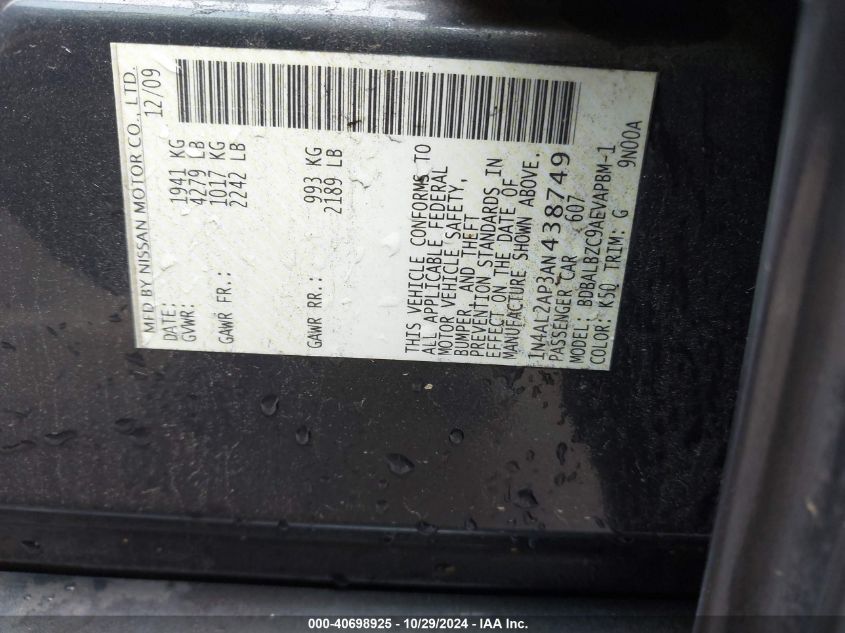 MFD BY NISSAN MOTOR CO., LTD.
DATE: 12/09
GVWR: 1941 KG
4279 LB
GAWR FR.: 1017 KG
2242 LB
GAWR RR.: 993 KG
2189 LB
THIS VEHICLE CONFORMS TO
ALL APPLICABLE FEDERAL
MOTOR VEHICLE SAFETY,
BUMPER, AND THEFT
PREVENTION STANDARDS IN
EFFECT ON THE DATE OF
MANUFACTURE SHOWN ABOVE.
1N4AL2AP3AN438749
PASSENGER CAR 607
MODEL: BDBALBZC9AEVAPBM-1
COLOR: K50 TRIM: G 9N00A
000-40698925 - 10/29/2024 - IAA Inc.